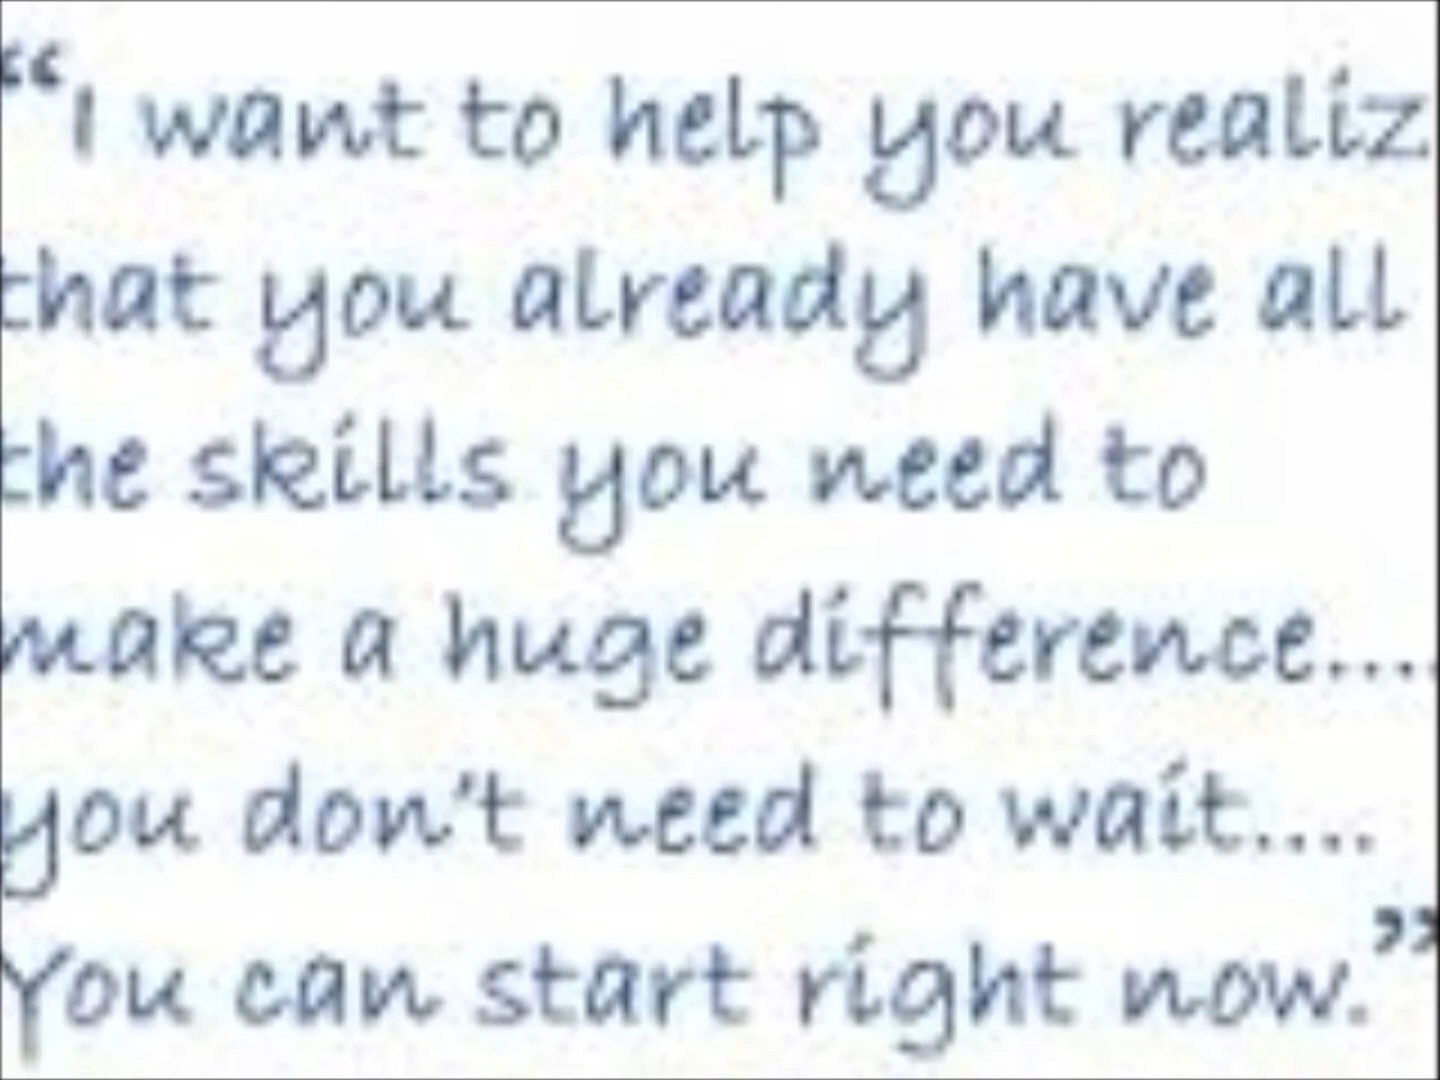 “I want to help you realiz
that you already have all
the skills you need to
make a huge difference....
you don't need to wait....
You can start right now.”